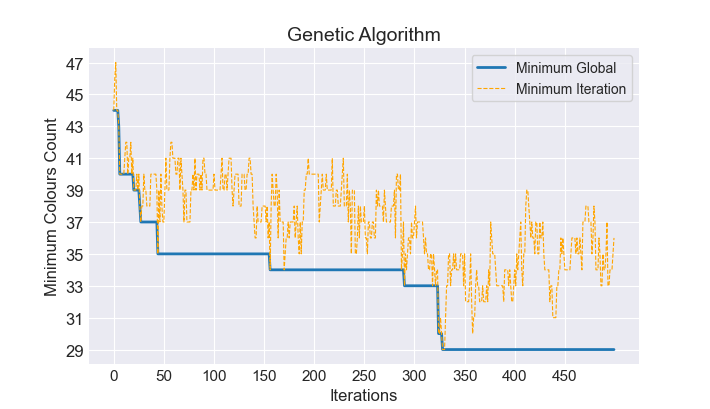 Genetic Algorithm
Minimum Global
Minimum Iteration
Minimum Colours Count
47
45
43
41
39
37
35
33
31
29
0 50 100 150 200 250 300 350 400 450
Iterations